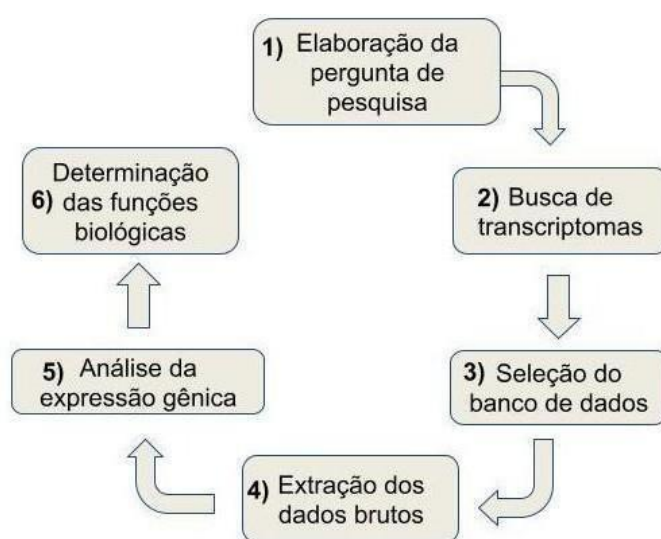 1) Elaboração da
pergunta de
pesquisa
2) Busca de
transcriptomas
3) Seleção do
banco de dados
4) Extração dos
dados brutos
5) Análise da
expressão gênica
Determinação
6) das funções
biológicas